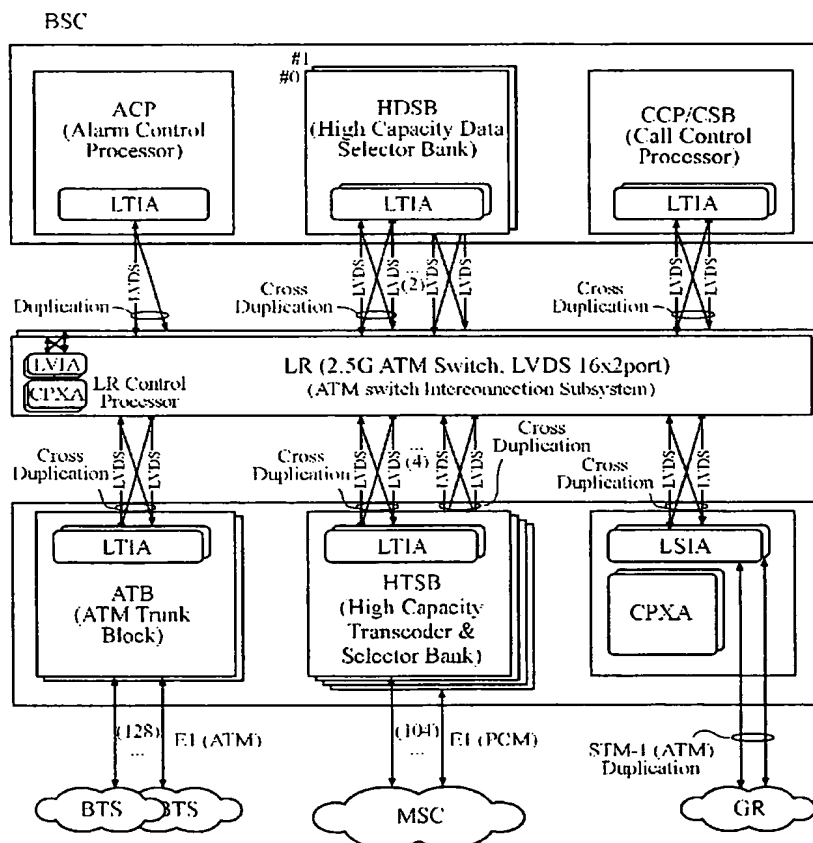 BSC
#1
#0
ACP
(Alarm Control
Processor)
LTIA
HDSB
(High Capacity Data
Selector Bank)
LTIA
CCP/CSB
(Call Control
Processor)
LTIA
Duplication
LVDS
Cross
Duplication
LVDS
LVDS
...
(2)
LVDS
LVDS
Cross
Duplication
LVDS
LVDS
LVIA
CPXA
LR Control
Processor
LR (2.5G ATM Switch, LVDS 16x2port)
(ATM switch Interconnection Subsystem)
Cross
Duplication
LVDS
LVDS
Cross
Duplication
LVDS
LVDS
...
(4)
LVDS
LVDS
Cross
Duplication
Cross
Duplication
LVDS
LVDS
LTIA
ATB
(ATM Trunk
Block)
LTIA
HTSB
(High Capacity
Transcoder &
Selector Bank)
LSIA
CPXA
(128)
...
E1 (ATM)
(104)
...
E1 (PCM)
STM-1 (ATM)
Duplication
BTS
BTS
MSC
GR